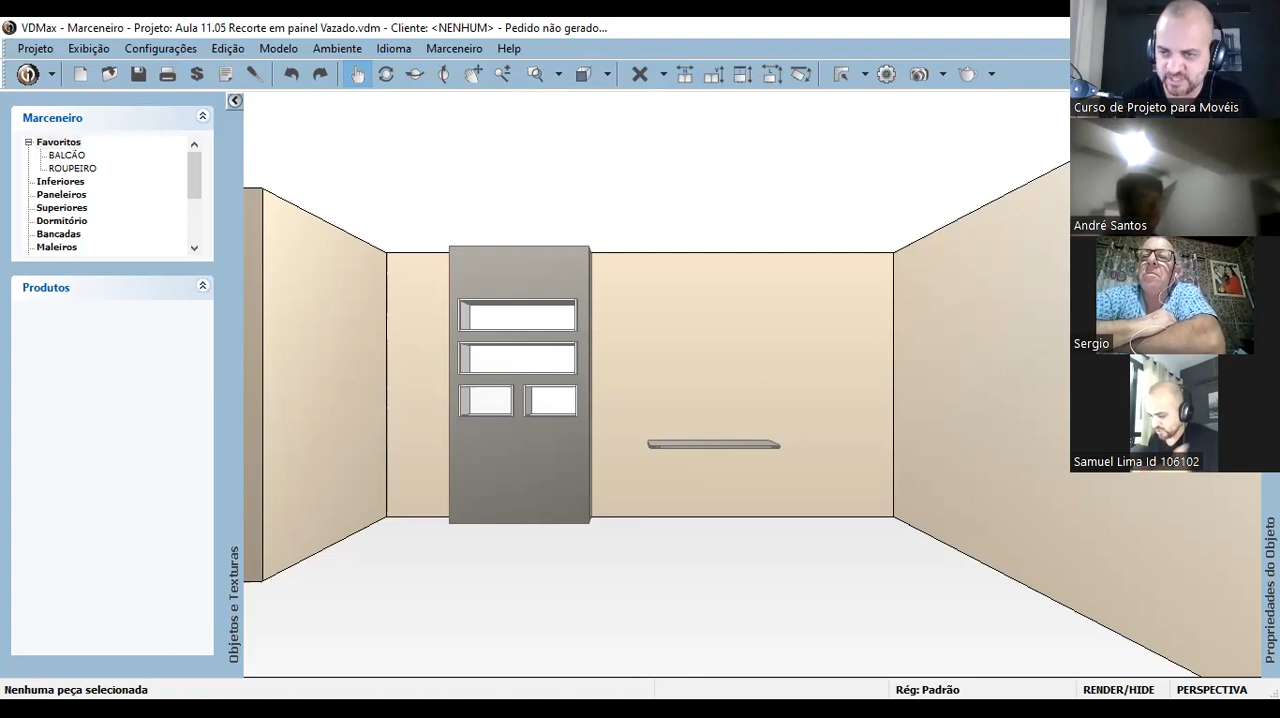 VDMax - Marceneiro - Projeto: Aula 11.05 Recorte em painel Vazado.vdm - Cliente: <NENHUM> - Pedido não gerado...
Projeto Exibição Configurações Edição Modelo Ambiente Idioma Marceneiro Help
Marceneiro
Favoritos
BALCÃO
ROUPEIRO
Inferiores
Paneleiros
Superiores
Dormitório
Bancadas
Maleiros
Produtos
Objetos e Texturas
Curso de Projeto para Movéis
André Santos
Sergio
Samuel Lima Id 106102
Propriedades do Objeto
Nenhuma peça selecionada
Rég: Padrão
RENDER/HIDE
PERSPECTIVA